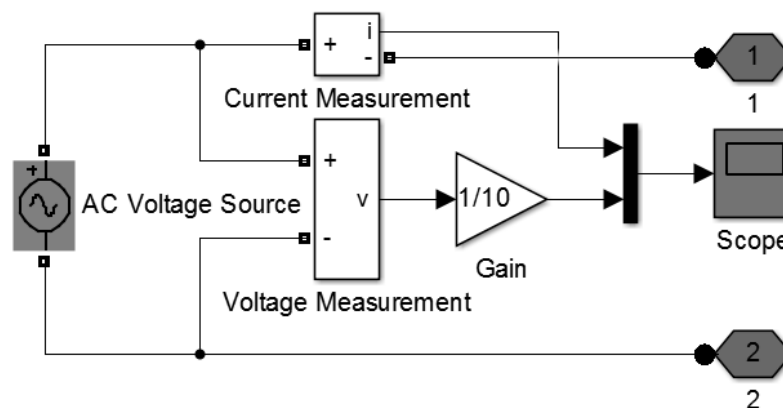 +
i
-
1
Current Measurement
1
+
AC Voltage Source
+
v
-
1/10
Gain
Scope
Voltage Measurement
2
2